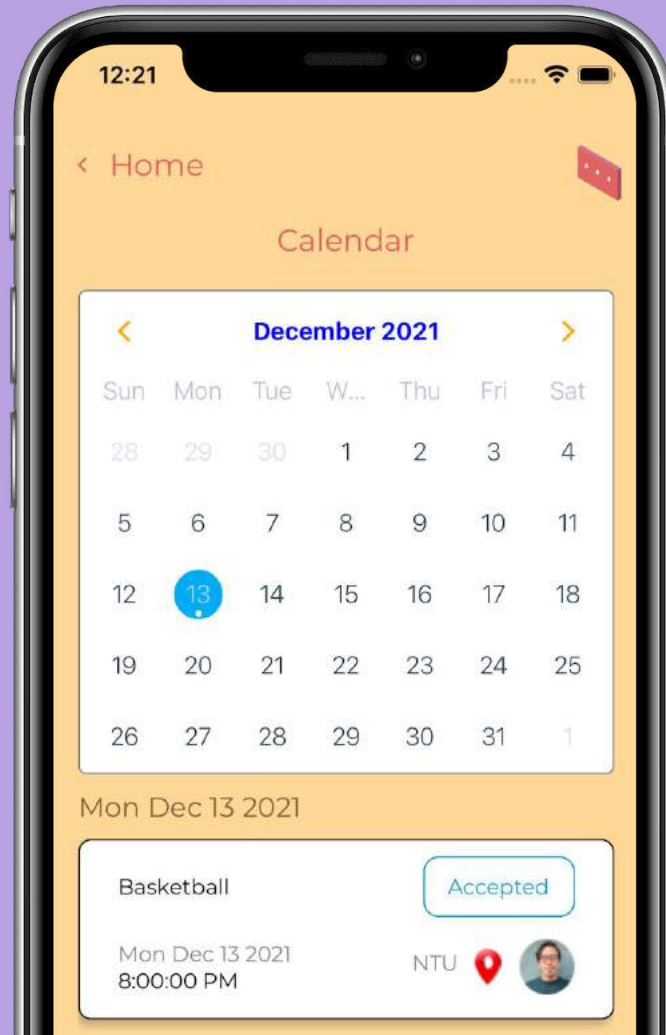 12:21
< Home
Calendar
< December 2021 >
Sun Mon Tue W... Thu Fri Sat
28 29 30 1 2 3 4
5 6 7 8 9 10 11
12 13 14 15 16 17 18
19 20 21 22 23 24 25
26 27 28 29 30 31 1
Mon Dec 13 2021
Basketball Accepted
Mon Dec 13 2021 NTU
8:00:00 PM